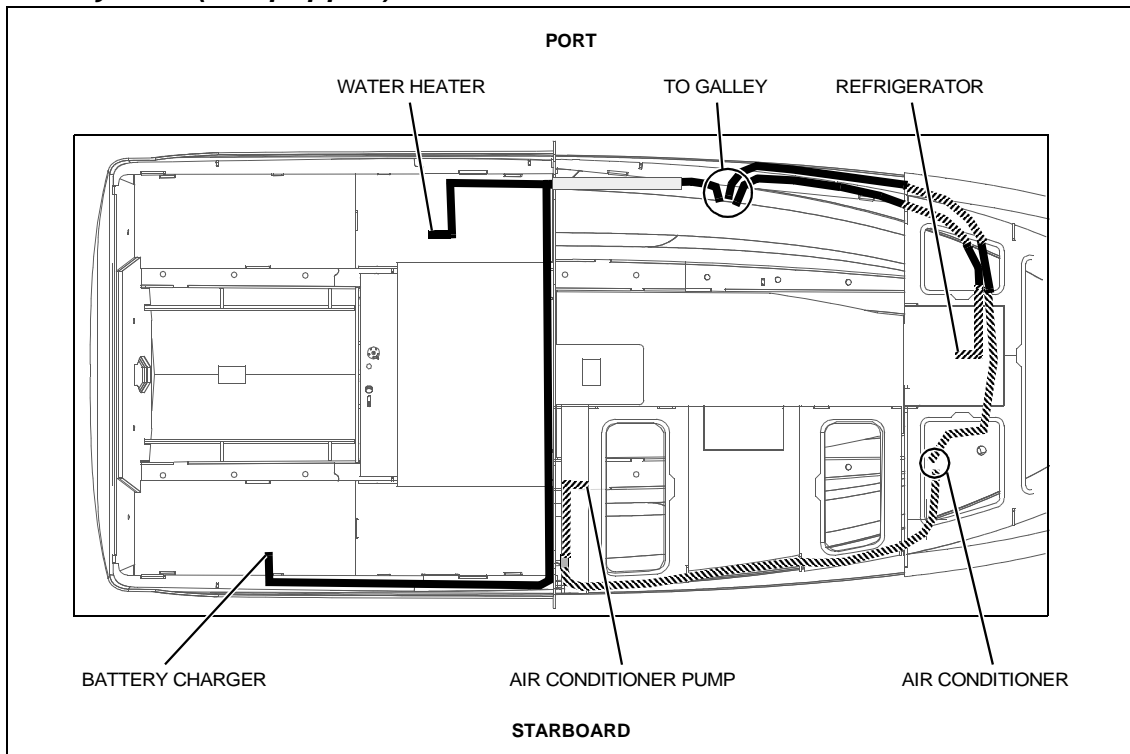 PORT
WATER HEATER TO GALLEY REFRIGERATOR
BATTERY CHARGER AIR CONDITIONER PUMP AIR CONDITIONER
STARBOARD